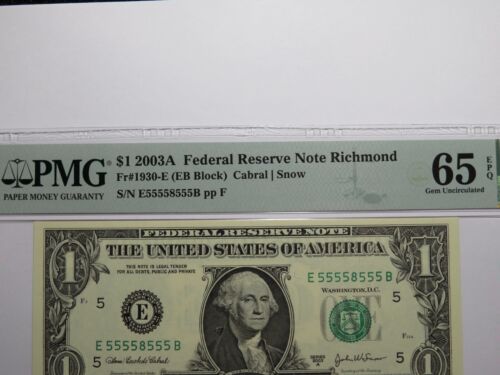 PMG
PAPER MONEY GUARANTY
$1 2003A Federal Reserve Note Richmond
Fr#1930-E (EB Block) Cabral | Snow
S/N E55558555B pp F
65 EPQ
Gem Uncirculated
FEDERAL RESERVE NOTE
THE UNITED STATES OF AMERICA
1
1
THIS NOTE IS LEGAL TENDER
FOR ALL DEBTS, PUBLIC AND PRIVATE
E 55558555 B
WASHINGTON, D.C.
5
5
E
ONE
E 55558555 B
5
5
SERIES
2003
A